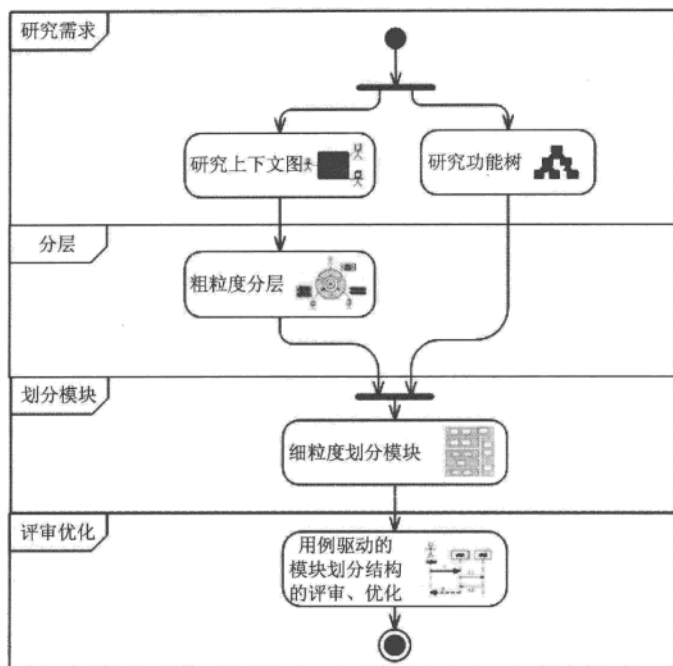 研究需求
研究上下文图
研究功能树
分层
粗粒度分层
划分模块
细粒度划分模块
评审优化
用例驱动的
模块划分结构
的评审、优化